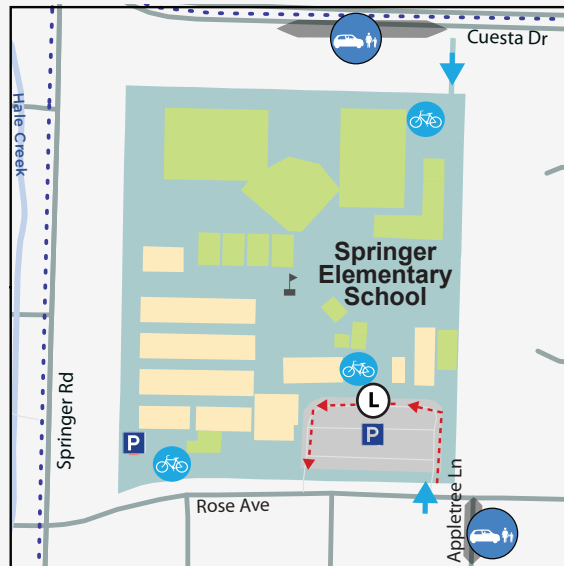 Cuesta Dr
Hale Creek
Springer
Elementary
School
Springer Rd
L
P
P
Rose Ave
Appletree Ln